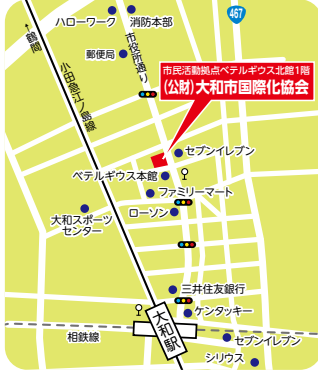 467
ハローワーク
消防本部
←鶴間
郵便局
市役所通り
小田急江ノ島線
市民活動拠点ベテルギウス北館1階
(公財)大和市国際化協会
セブンイレブン
ベテルギウス本館
ファミリーマート
大和スポーツ
センター
ローソン
三井住友銀行
ケンタッキー
大和駅
相鉄線
セブンイレブン
シリウス